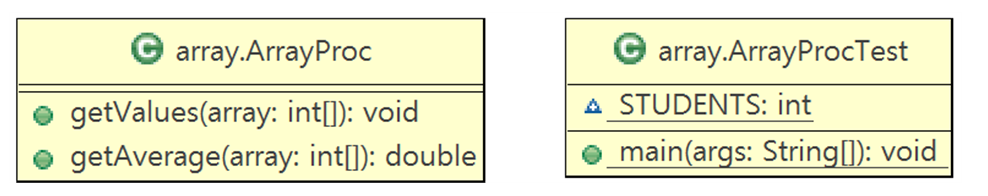 C array.ArrayProc
getValues(array: int[]): void
getAverage(array: int[]): double
C array.ArrayProcTest
STUDENTS: int
main(args: String[]): void